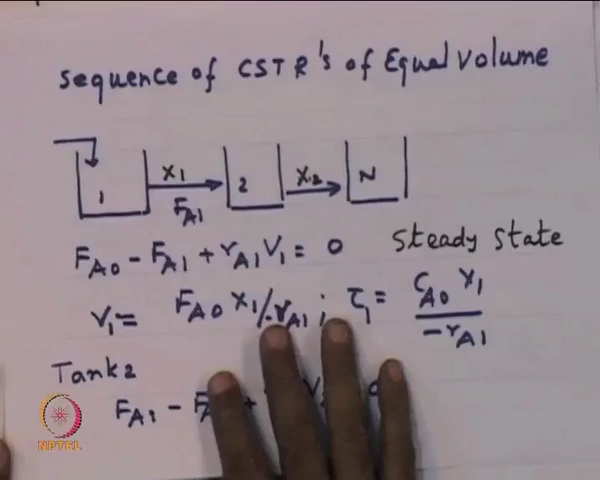 Sequence of CSTR's of Equal Volume
1 X1 2 X2 N
FA1
FA0 - FA1 + rA1 V1 = 0 Steady State
V1 = FA0 X1/-rA1 ; τ1 = CA0 X1
-rA1
Tank 2
FA1 -
NPTEL